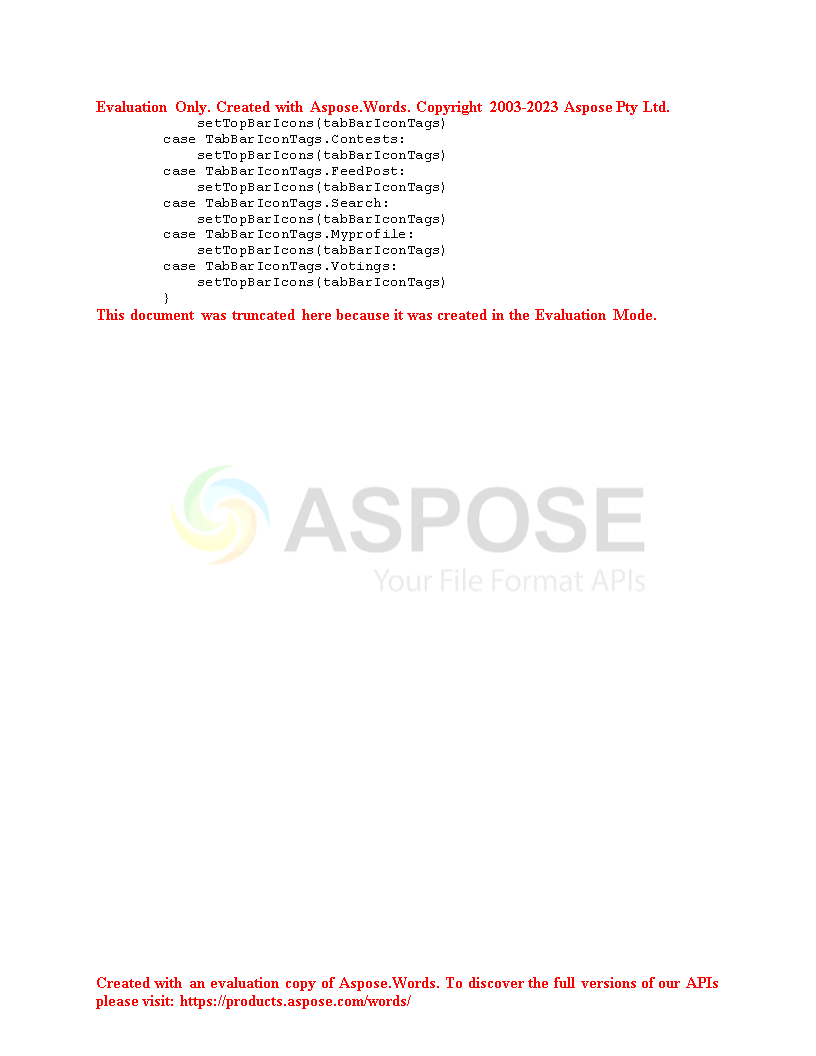 Evaluation Only. Created with Aspose.Words. Copyright 2003-2023 Aspose Pty Ltd.
            setTopBarIcons(tabBarIconTags)
        case TabBarIconTags.Contests:
            setTopBarIcons(tabBarIconTags)
        case TabBarIconTags.FeedPost:
            setTopBarIcons(tabBarIconTags)
        case TabBarIconTags.Search:
            setTopBarIcons(tabBarIconTags)
        case TabBarIconTags.Myprofile:
            setTopBarIcons(tabBarIconTags)
        case TabBarIconTags.Votings:
            setTopBarIcons(tabBarIconTags)
        }
This document was truncated here because it was created in the Evaluation Mode.
ASPOSE
Your File Format APIs
Created with an evaluation copy of Aspose.Words. To discover the full versions of our APIs
please visit: https://products.aspose.com/words/